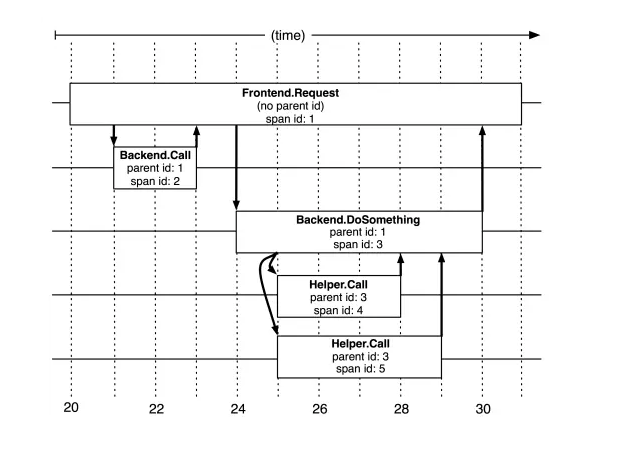 (time)
Frontend.Request
(no parent id)
span id: 1
Backend.Call
parent id: 1
span id: 2
Backend.DoSomething
parent id: 1
span id: 3
Helper.Call
parent id: 3
span id: 4
Helper.Call
parent id: 3
span id: 5
20 22 24 26 28 30